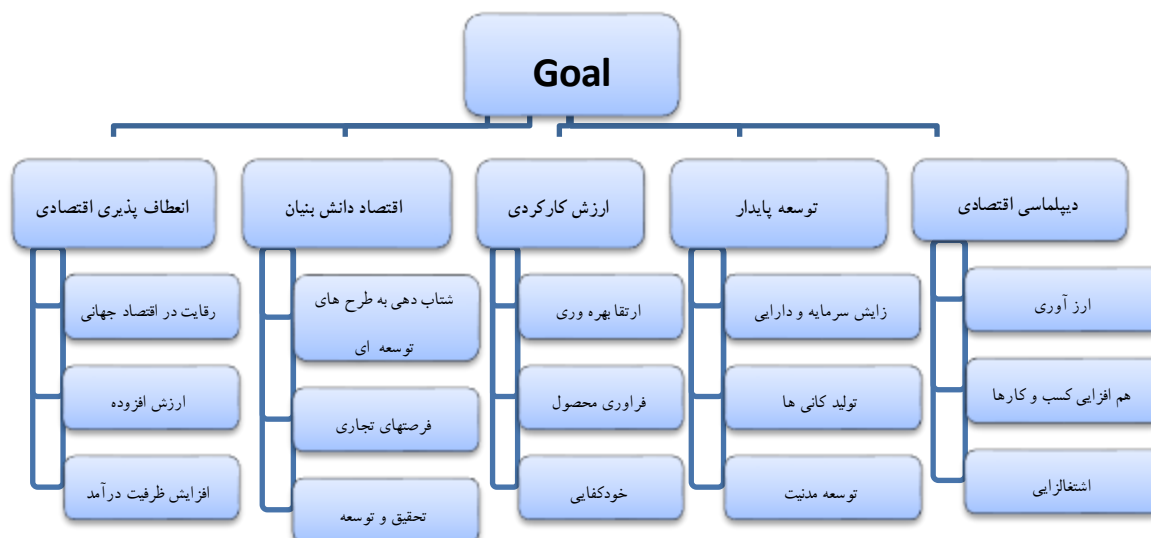 Goal
دیپلماسی اقتصادی
ارز آوری
هم افزایی کسب و کارها
اشتغالزایی
توسعه پایدار
زایش سرمایه و دارایی
تولید کانی ها
توسعه مدنیت
ارزش کارکردی
ارتقا بهره وری
فراوری محصول
خودکفایی
اقتصاد دانش بنیان
شتاب دهی به طرح های
توسعه ای
فرصتهای تجاری
تحقیق و توسعه
انعطاف پذیری اقتصادی
رقابت در اقتصاد جهانی
ارزش افزوده
افزایش ظرفیت درآمد